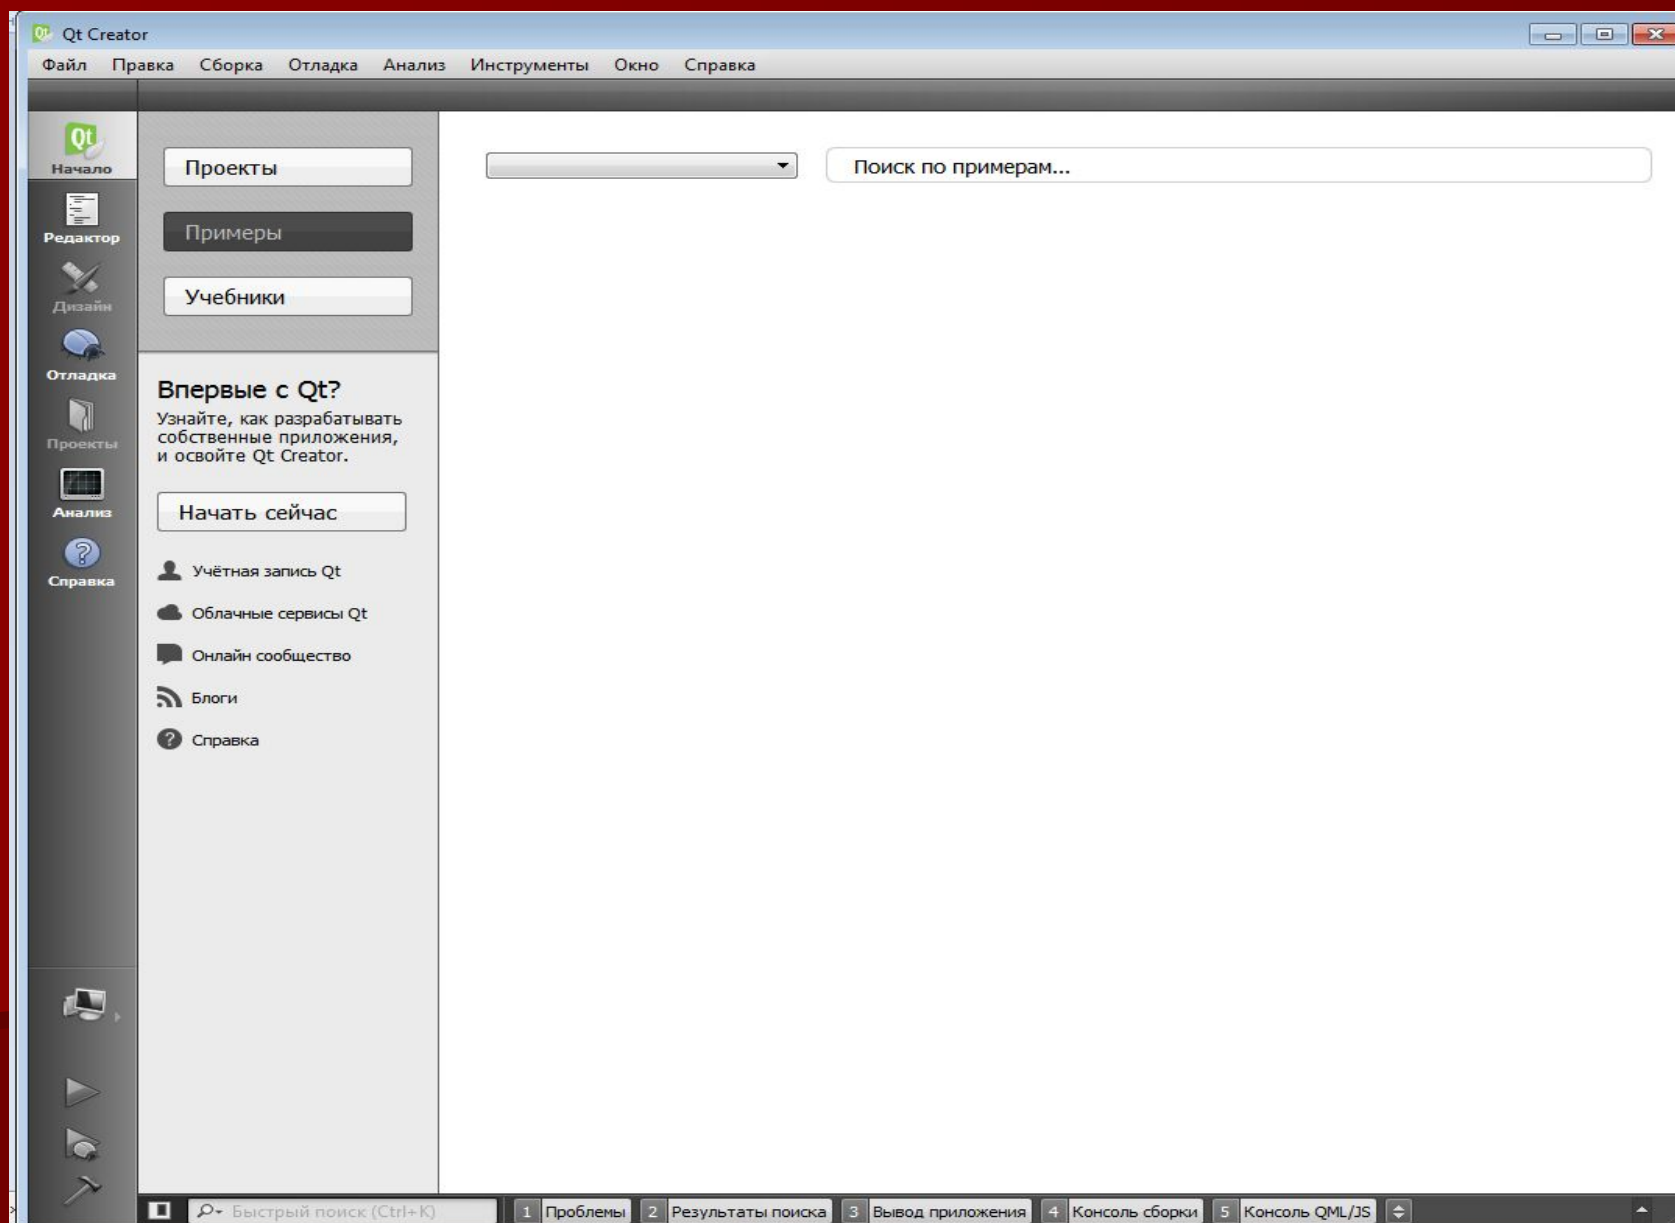 Qt Creator
Файл Правка Сборка Отладка Анализ Инструменты Окно Справка
Qt
Начало
Редактор
Дизайн
Отладка
Проекты
Анализ
Справка
Проекты
Примеры
Учебники
Впервые с Qt?
Узнайте, как разрабатывать
собственные приложения,
и освойте Qt Creator.
Начать сейчас
Учётная запись Qt
Облачные сервисы Qt
Онлайн сообщество
Блоги
Справка
Поиск по примерам...
Быстрый поиск (Ctrl+K)
1 Проблемы 2 Результаты поиска 3 Вывод приложения 4 Консоль сборки 5 Консоль QML/JS